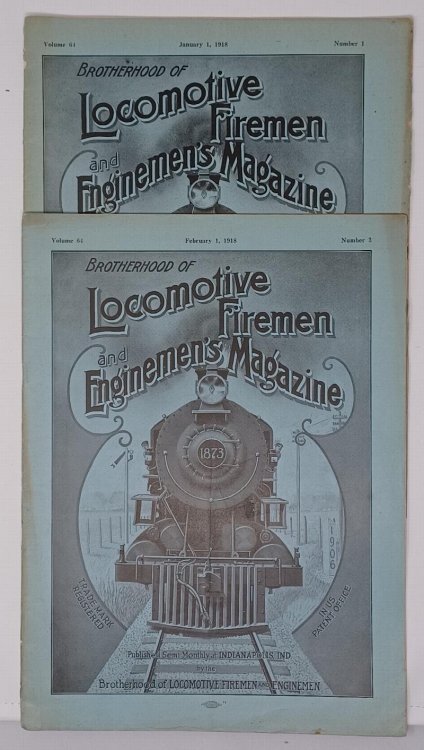 Volume 64 January 1, 1918 Number 1
BROTHERHOOD OF
LOCOMOTIVE
FIREMEN
and
ENGINEMEN'S MAGAZINE
Volume 64 February 1, 1918 Number 3
BROTHERHOOD OF
LOCOMOTIVE
FIREMEN
and
ENGINEMEN'S MAGAZINE
1873
1906
TRADE MARK
REGISTERED
IN U.S.
PATENT OFFICE
Published Semi Monthly at INDIANAPOLIS, IND.
by the
Brotherhood of LOCOMOTIVE FIREMEN AND ENGINEMEN